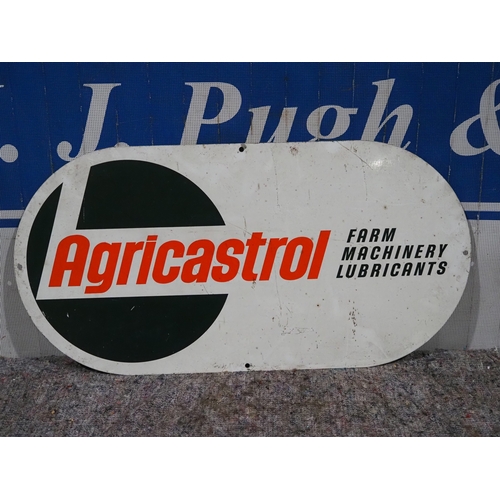 . J. Pugh &
Agricastrol
FARM
MACHINERY
LUBRICANTS